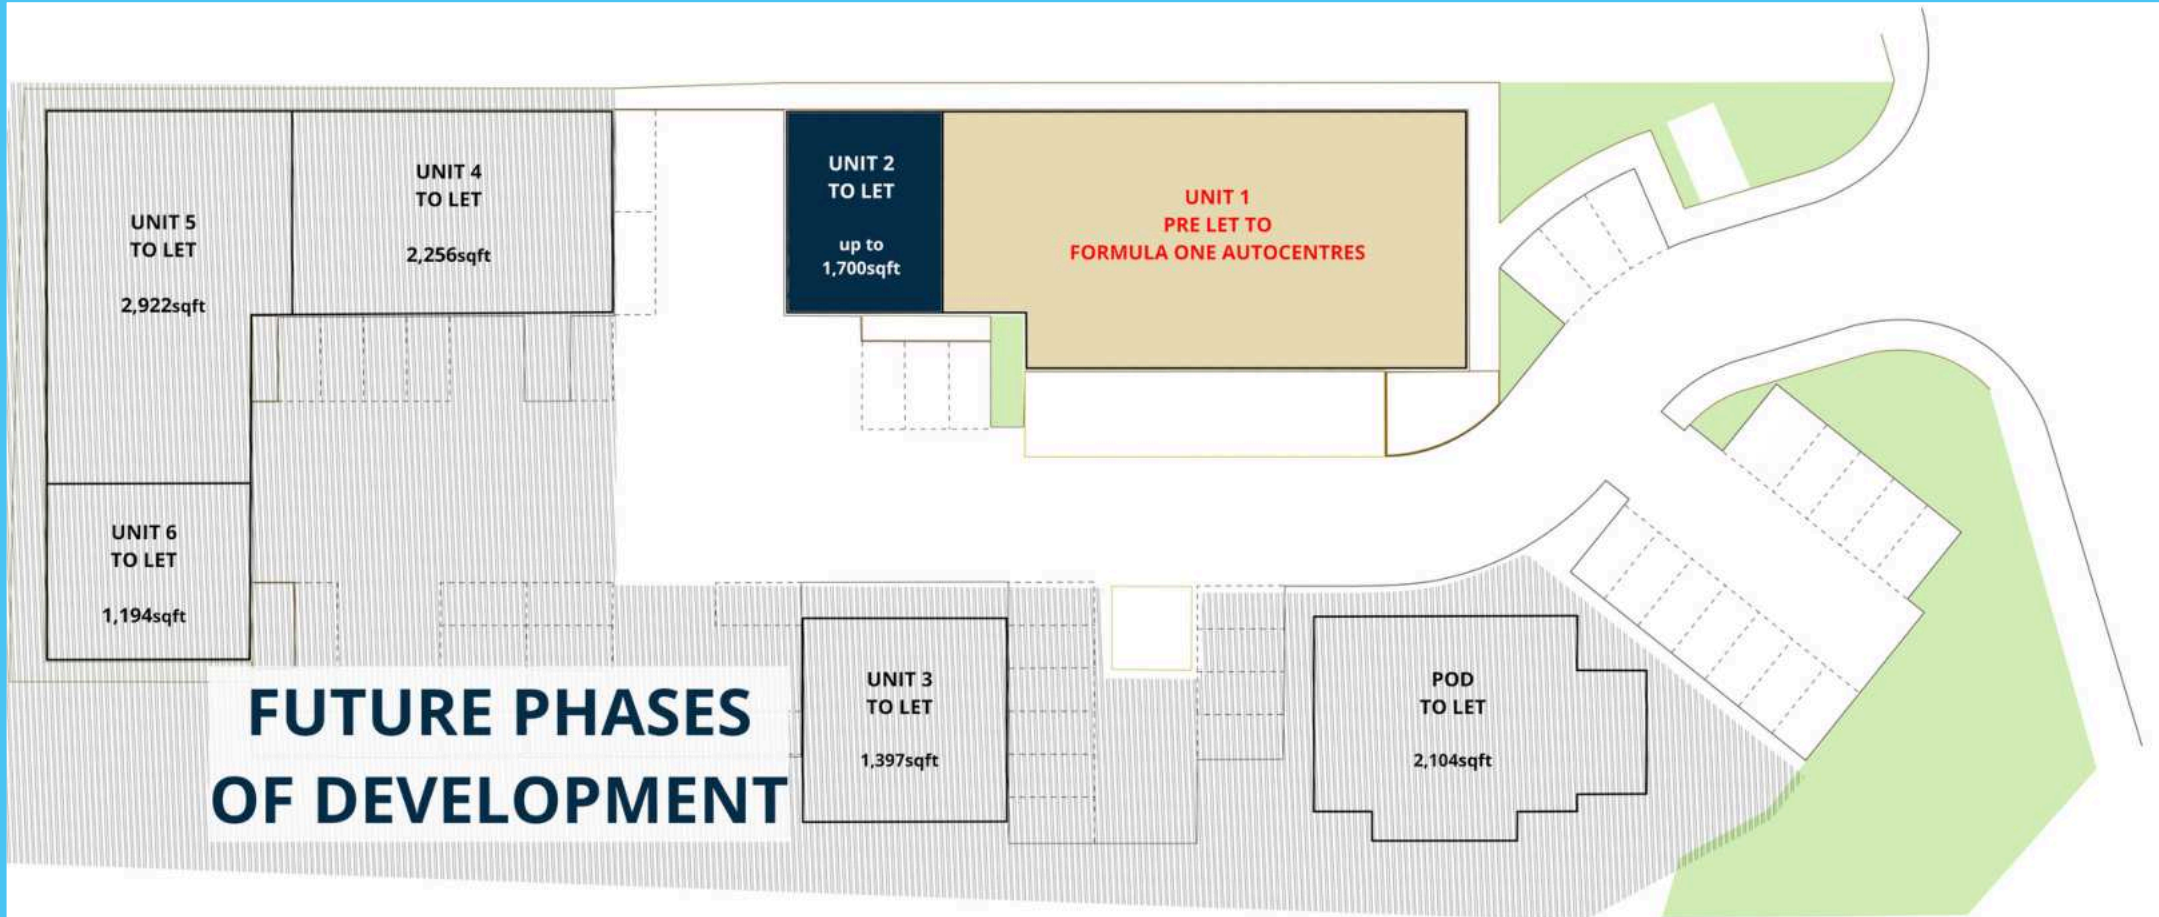 UNIT 5
TO LET
2,922sqft
UNIT 4
TO LET
2,256sqft
UNIT 2
TO LET
up to
1,700sqft
UNIT 1
PRE LET TO
FORMULA ONE AUTOCENTRES
UNIT 6
TO LET
1,194sqft
FUTURE PHASES
OF DEVELOPMENT
UNIT 3
TO LET
1,397sqft
POD
TO LET
2,104sqft